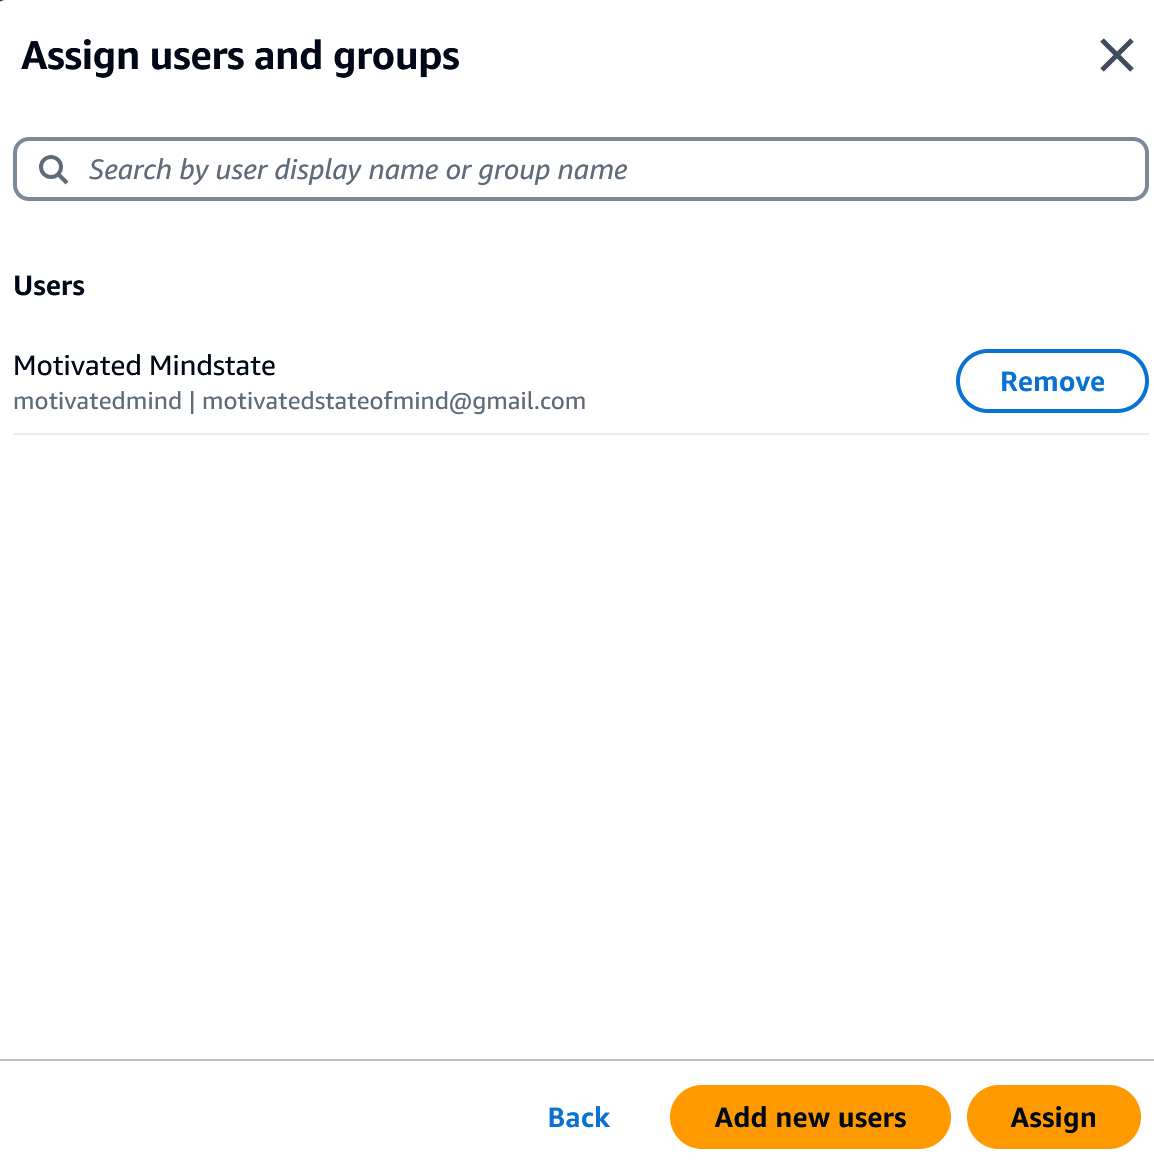 Assign users and groups
Search by user display name or group name
Users
Motivated Mindstate
motivatedmind | motivatedstateofmind@gmail.com
Remove
Back
Add new users
Assign